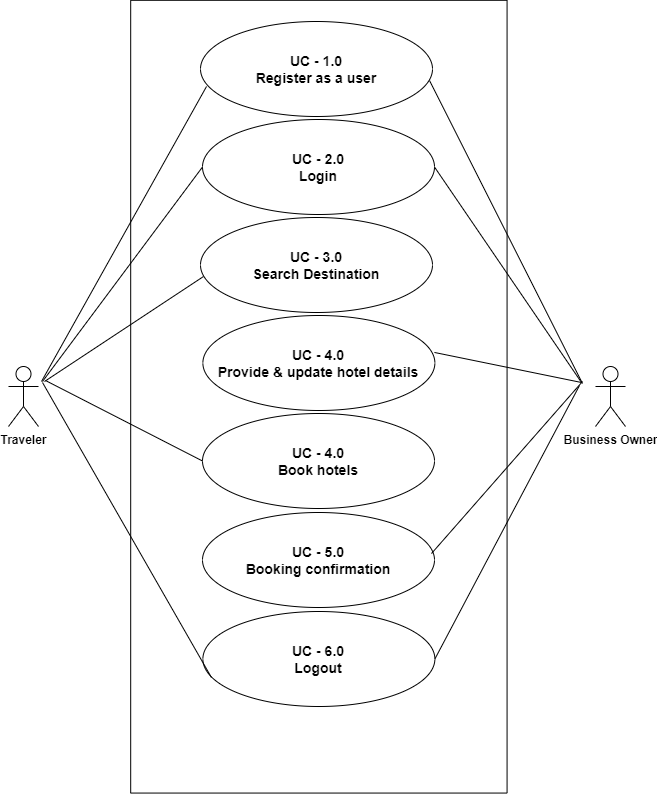 UC - 1.0
Register as a user
UC - 2.0
Login
UC - 3.0
Search Destination
UC - 4.0
Provide & update hotel details
Traveler
Business Owner
UC - 4.0
Book hotels
UC - 5.0
Booking confirmation
UC - 6.0
Logout